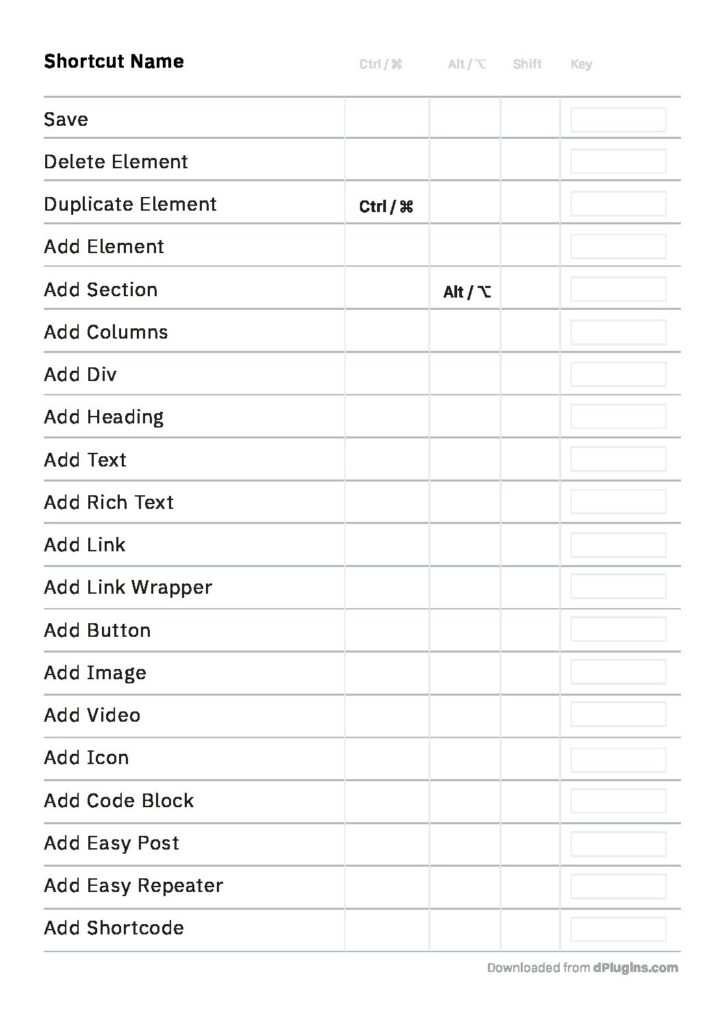 Shortcut Name Ctrl / ⌘ Alt / ⌥ Shift Key
Save
Delete Element
Duplicate Element Ctrl / ⌘
Add Element
Add Section Alt / ⌥
Add Columns
Add Div
Add Heading
Add Text
Add Rich Text
Add Link
Add Link Wrapper
Add Button
Add Image
Add Video
Add Icon
Add Code Block
Add Easy Post
Add Easy Repeater
Add Shortcode
Downloaded from dPlugins.com